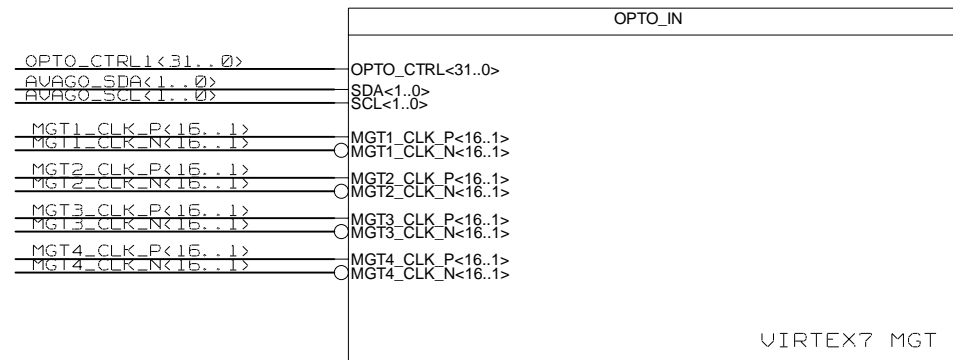 OPTO_IN
OPTO_CTRL1<31..0>
OPTO_CTRL<31..0>
AVAGO_SDA<1..0>
SDA<1..0>
AVAGO_SCL<1..0>
SCL<1..0>
MGT1_CLK_P<16..1>
MGT1_CLK_P<16..1>
MGT1_CLK_N<16..1>
MGT1_CLK_N<16..1>
MGT2_CLK_P<16..1>
MGT2_CLK_P<16..1>
MGT2_CLK_N<16..1>
MGT2_CLK_N<16..1>
MGT3_CLK_P<16..1>
MGT3_CLK_P<16..1>
MGT3_CLK_N<16..1>
MGT3_CLK_N<16..1>
MGT4_CLK_P<16..1>
MGT4_CLK_P<16..1>
MGT4_CLK_N<16..1>
MGT4_CLK_N<16..1>
VIRTEX7 MGT